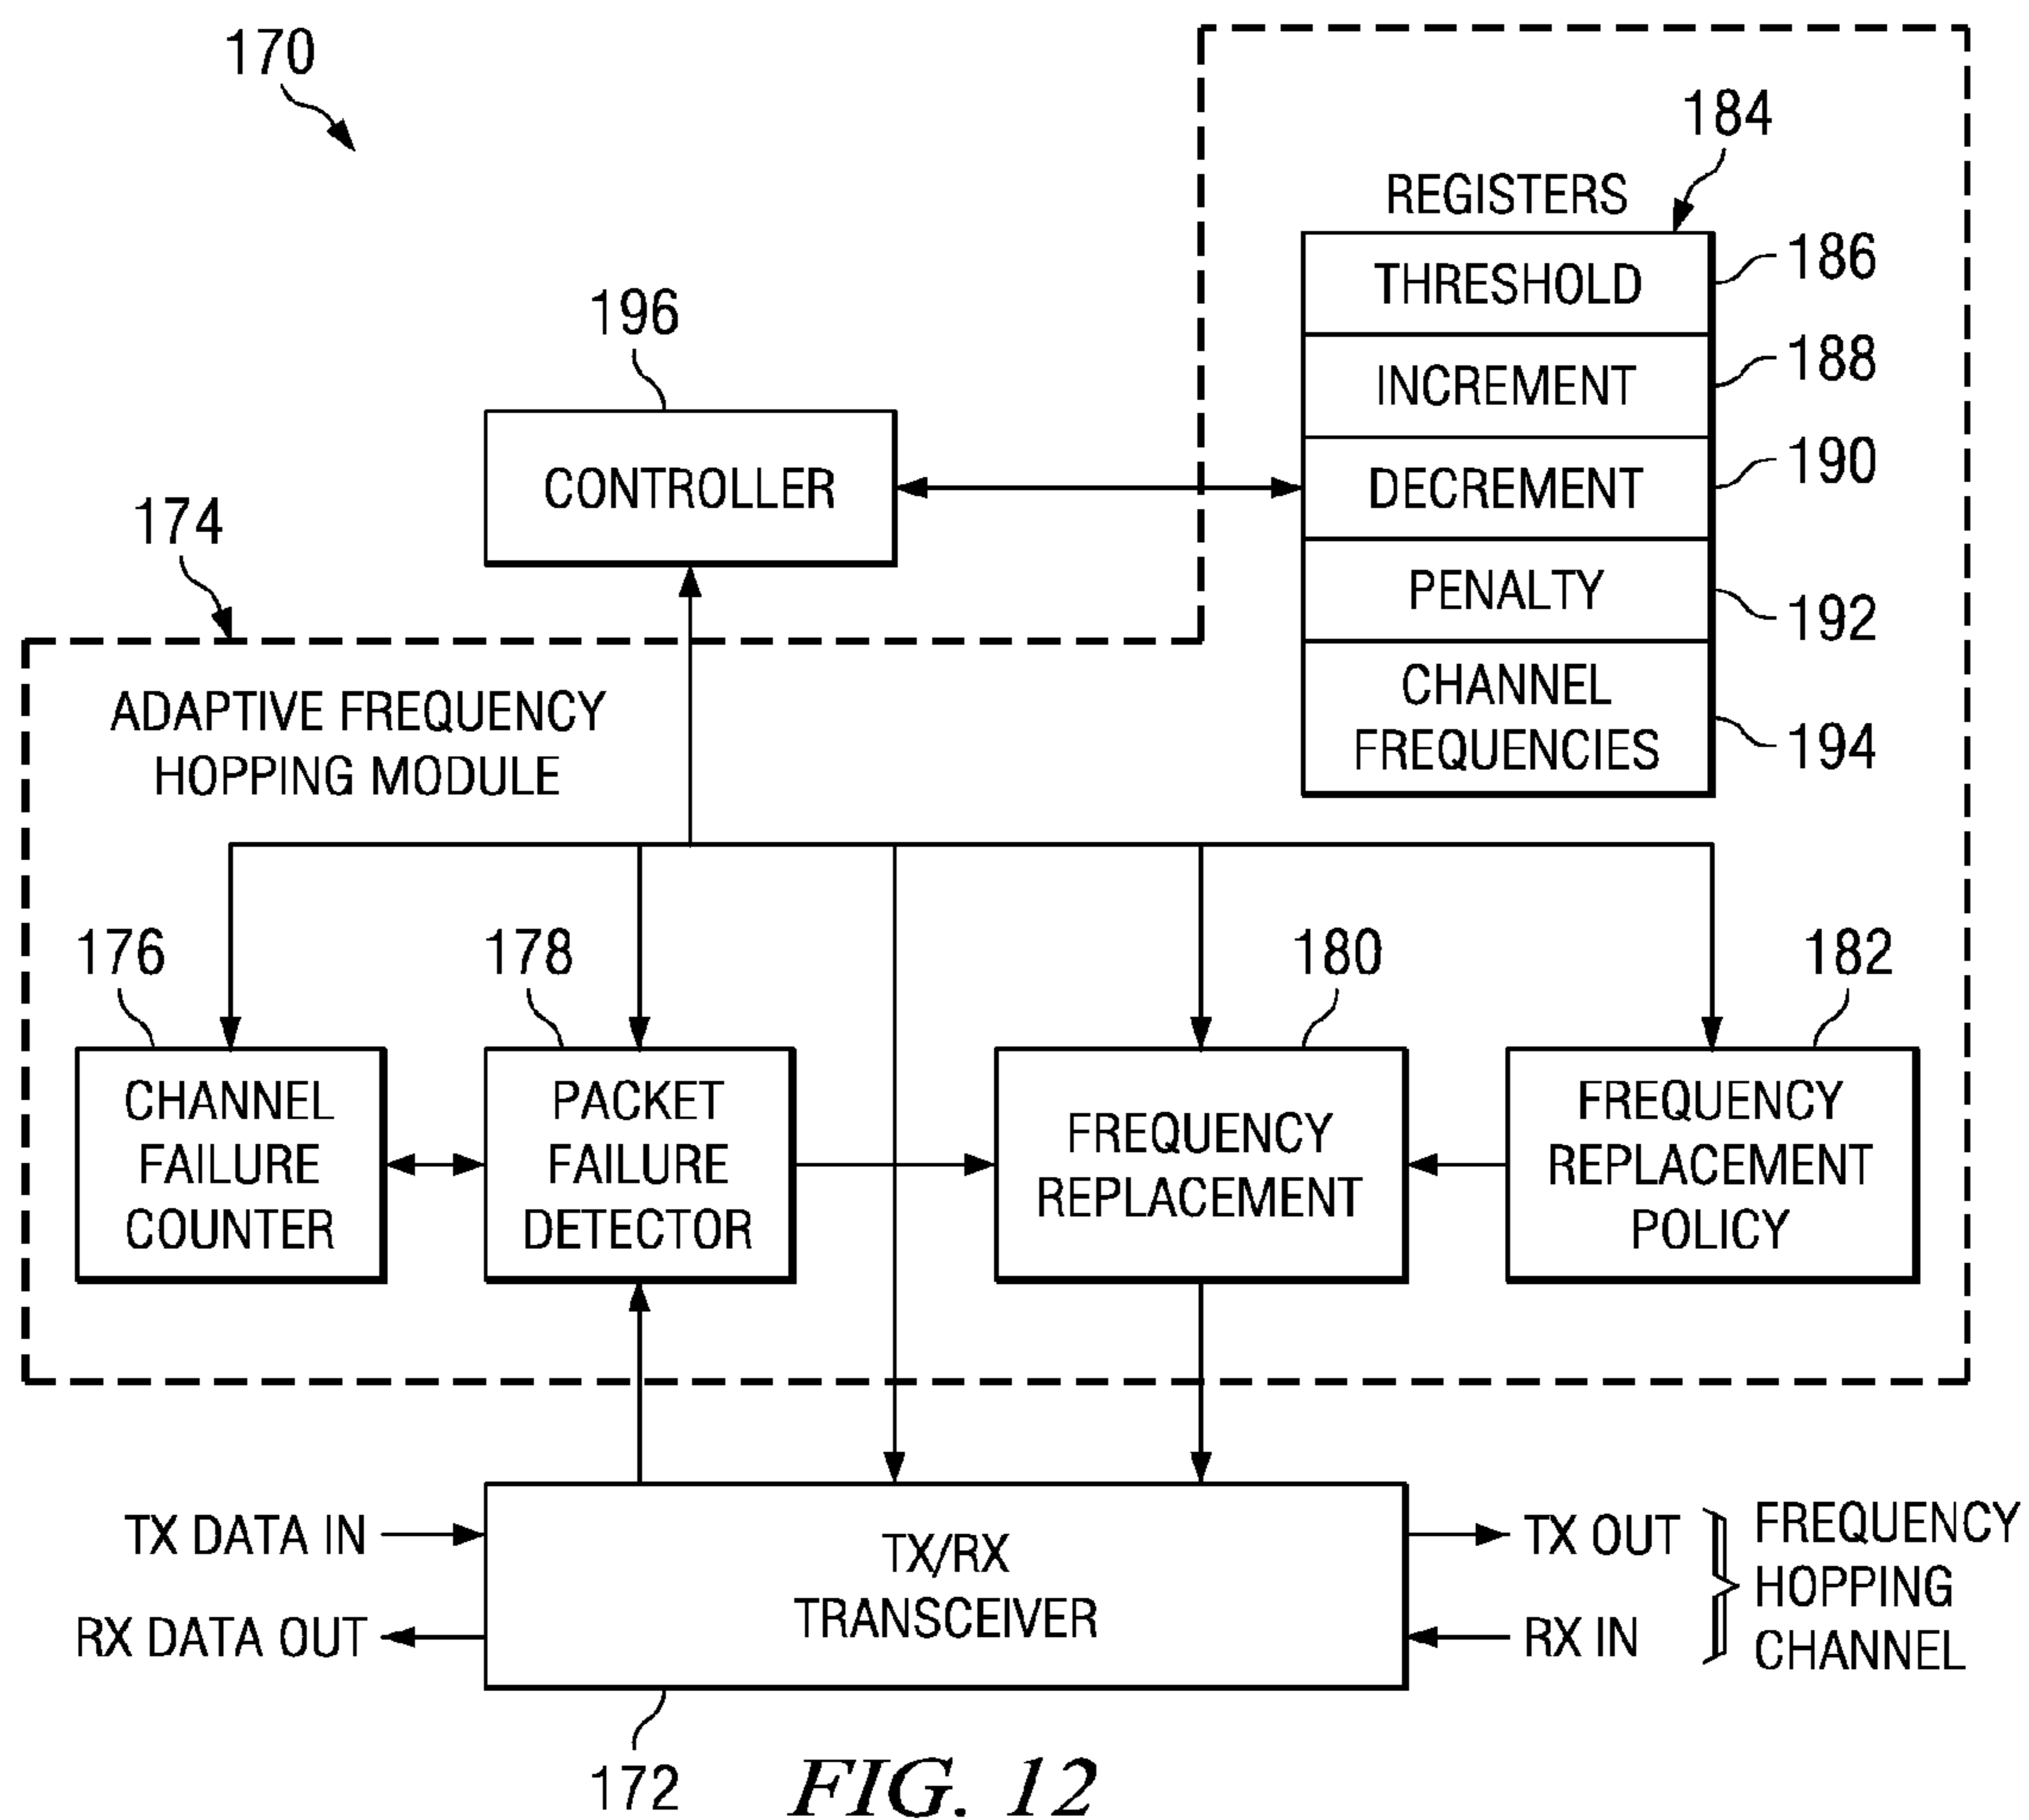 170
184
REGISTERS
THRESHOLD
186
INCREMENT
188
DECREMENT
190
PENALTY
192
CHANNEL
FREQUENCIES
194
196
CONTROLLER
174
ADAPTIVE FREQUENCY
HOPPING MODULE
176
CHANNEL
FAILURE
COUNTER
178
PACKET
FAILURE
DETECTOR
180
FREQUENCY
REPLACEMENT
182
FREQUENCY
REPLACEMENT
POLICY
TX DATA IN
RX DATA OUT
TX/RX
TRANSCEIVER
TX OUT
RX IN
FREQUENCY
HOPPING
CHANNEL
172
FIG. 12